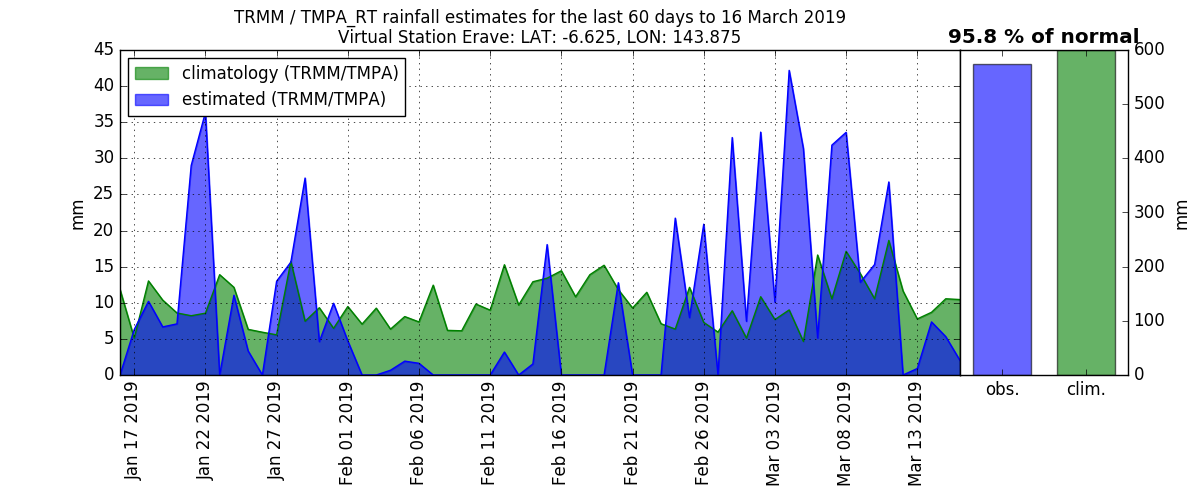 TRMM / TMPA_RT rainfall estimates for the last 60 days to 16 March 2019
Virtual Station Erave: LAT: -6.625, LON: 143.875
95.8 % of normal
climatology (TRMM/TMPA)
estimated (TRMM/TMPA)
mm
45
40
35
30
25
20
15
10
5
0
Jan 17 2019
Jan 22 2019
Jan 27 2019
Feb 01 2019
Feb 06 2019
Feb 11 2019
Feb 16 2019
Feb 21 2019
Feb 26 2019
Mar 03 2019
Mar 08 2019
Mar 13 2019
600
500
400
300
200
100
0
mm
obs.
clim.